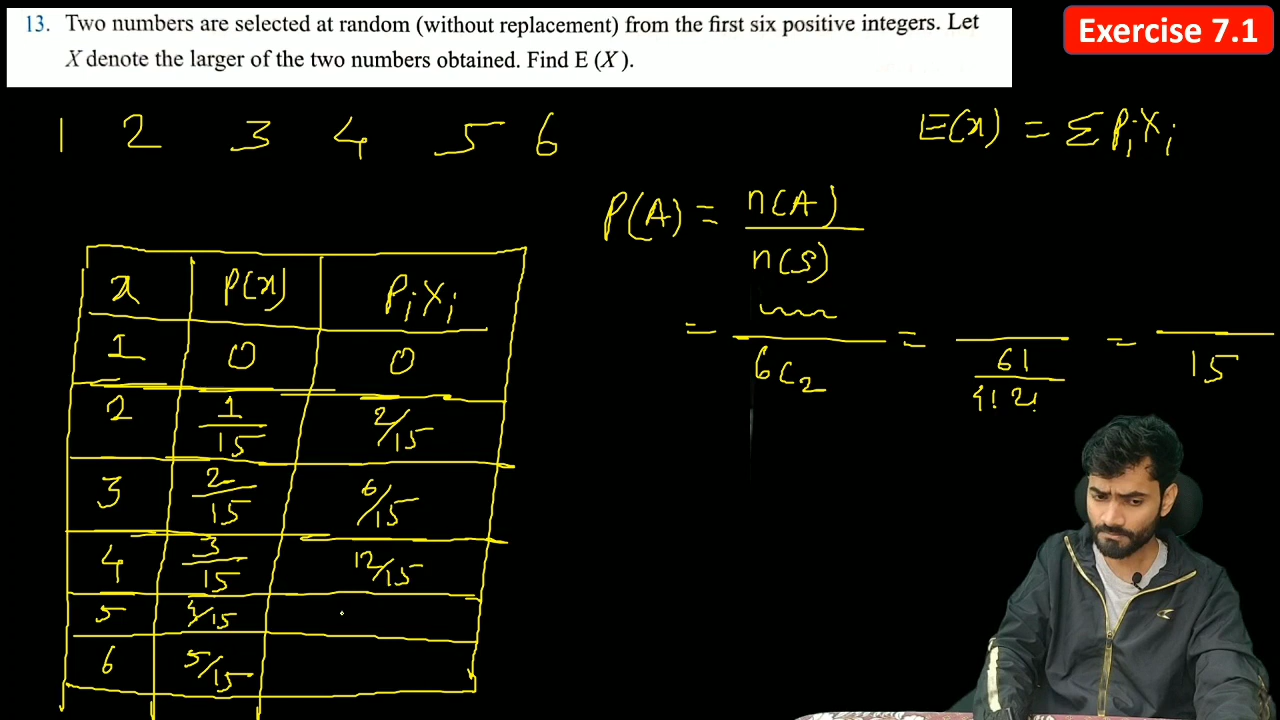 13. Two numbers are selected at random (without replacement) from the first six positive integers. Let
X denote the larger of the two numbers obtained. Find E (X).
Exercise 7.1
1 2 3 4 5 6
E(x) = Σ PiXi
P(A) = n(A) / n(S)
= / 6C2 = / 6! / 4! 2! = / 15
x P(x) PiXi
1 0 0
2 1/15 2/15
3 2/15 6/15
4 3/15 12/15
5 4/15
6 5/15